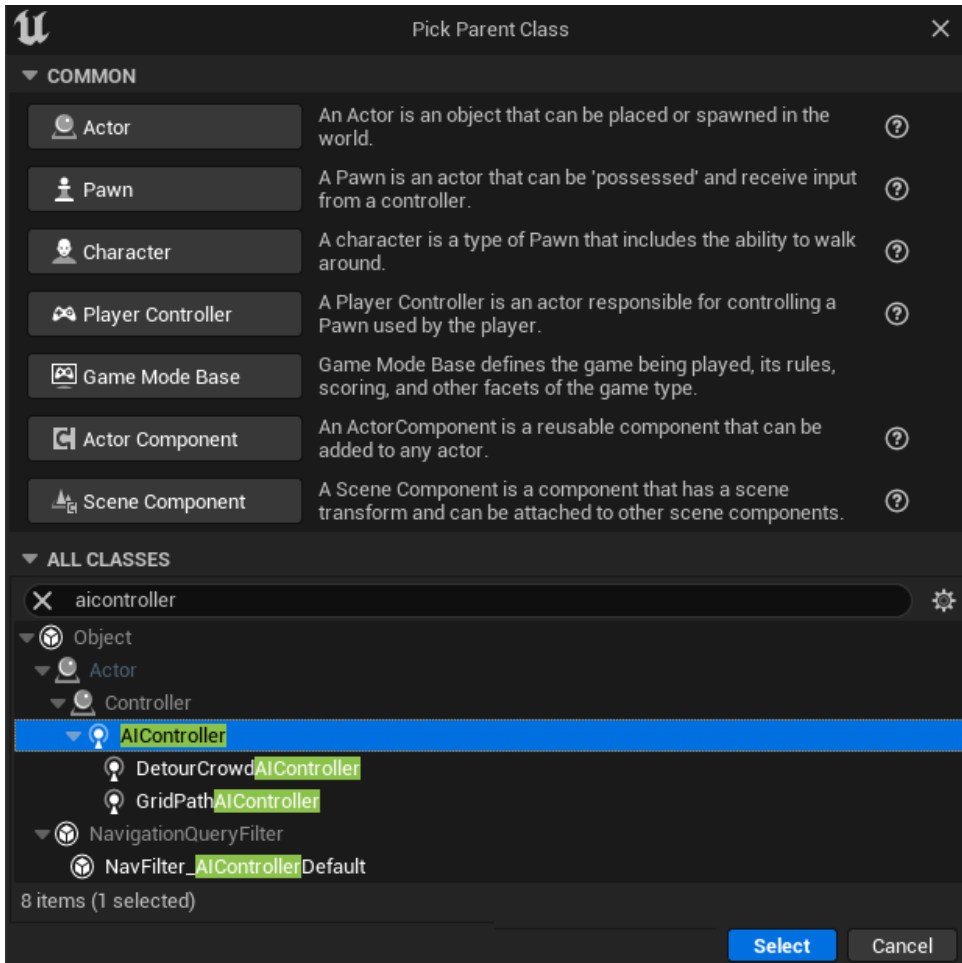 Pick Parent Class
COMMON
Actor
An Actor is an object that can be placed or spawned in the
world.
Pawn
A Pawn is an actor that can be 'possessed' and receive input
from a controller.
Character
A character is a type of Pawn that includes the ability to walk
around.
Player Controller
A Player Controller is an actor responsible for controlling a
Pawn used by the player.
Game Mode Base
Game Mode Base defines the game being played, its rules,
scoring, and other facets of the game type.
Actor Component
An ActorComponent is a reusable component that can be
added to any actor.
Scene Component
A Scene Component is a component that has a scene
transform and can be attached to other scene components.
ALL CLASSES
aicontroller
Object
Actor
Controller
AIController
DetourCrowdAIController
GridPathAIController
NavigationQueryFilter
NavFilter_AIControllerDefault
8 items (1 selected)
Select
Cancel